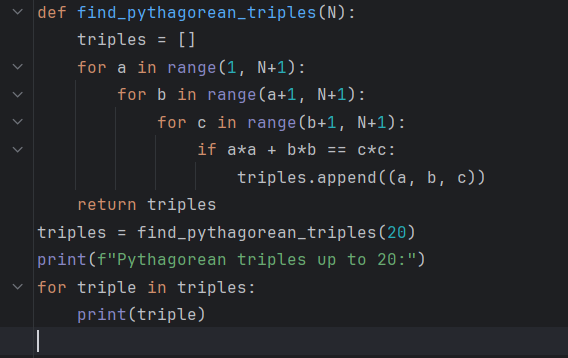 def find_pythagorean_triples(N):
    triples = []
    for a in range(1, N+1):
        for b in range(a+1, N+1):
            for c in range(b+1, N+1):
                if a*a + b*b == c*c:
                    triples.append((a, b, c))
    return triples
triples = find_pythagorean_triples(20)
print(f"Pythagorean triples up to 20:")
for triple in triples:
    print(triple)